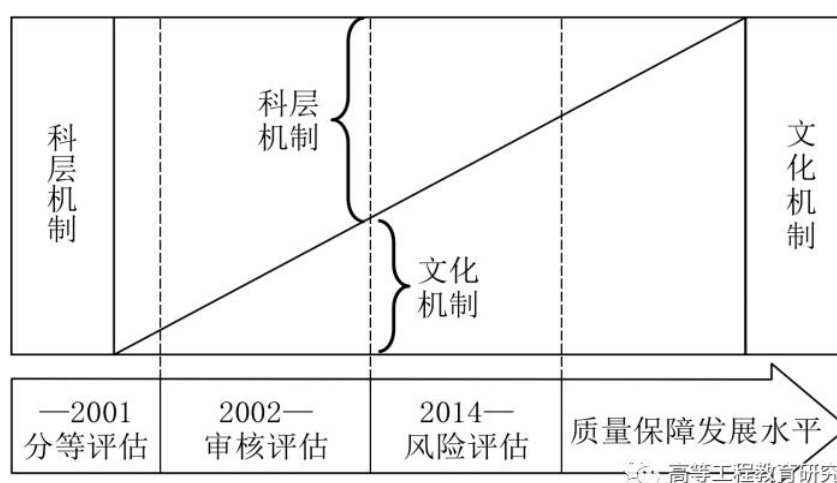 科层机制
科层
机制
文化
机制
文化机制
—2001
分等评估
2002—
审核评估
2014—
风险评估
质量保障发展水平
高等工程教育研究